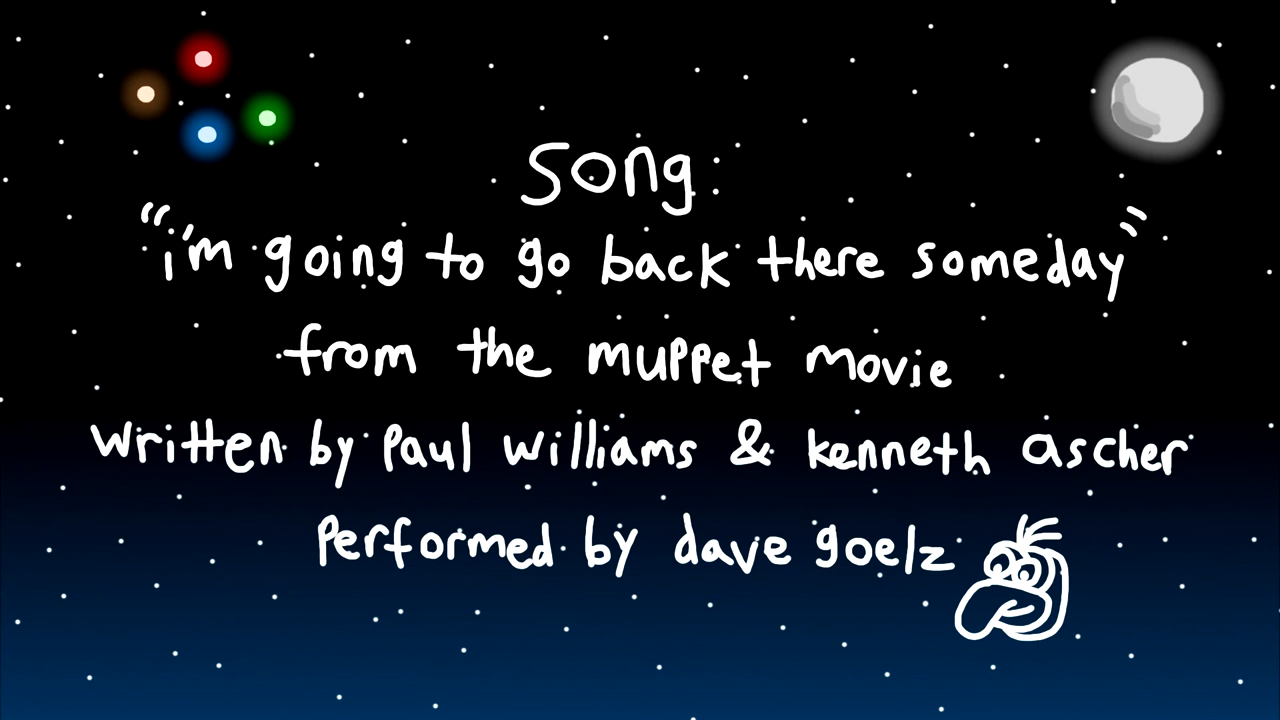 Song:
"i'm going to go back there someday"
from the muppet movie
written by Paul williams & kenneth ascher
Performed by dave goelz